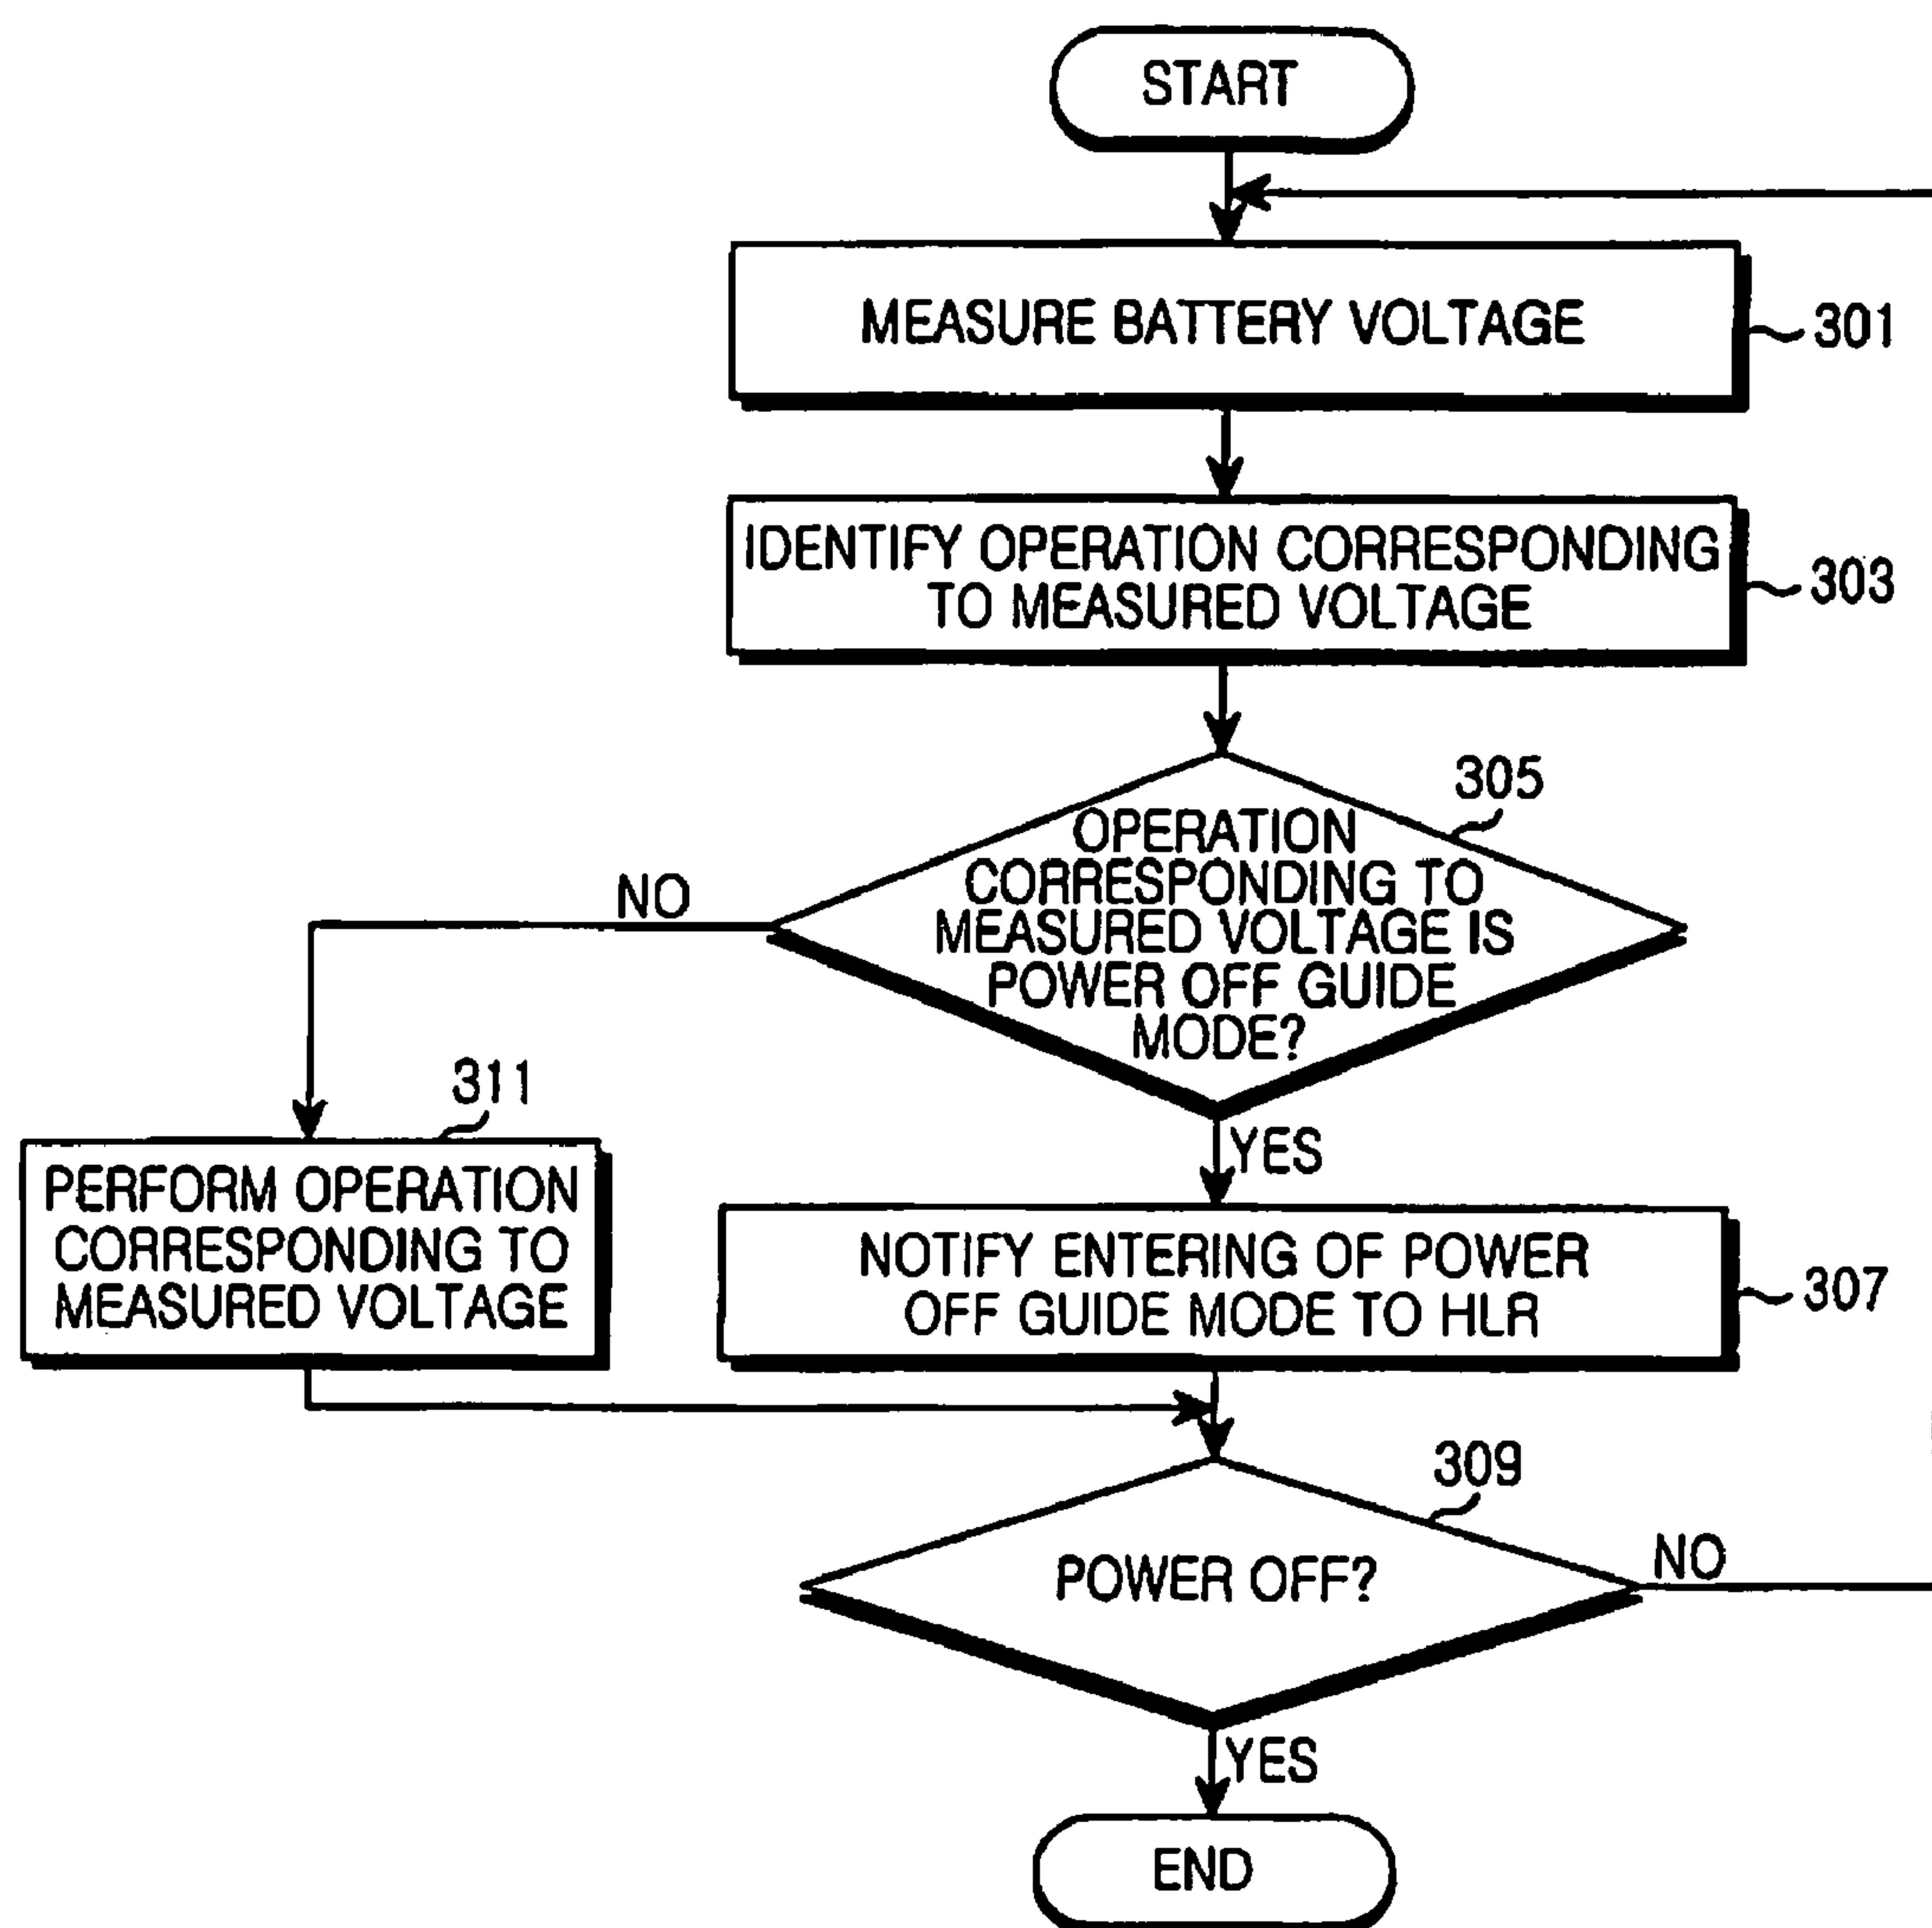 START
MEASURE BATTERY VOLTAGE
301
IDENTIFY OPERATION CORRESPONDING
TO MEASURED VOLTAGE
303
305
OPERATION
CORRESPONDING TO
MEASURED VOLTAGE IS
POWER OFF GUIDE
MODE?
NO
YES
311
PERFORM OPERATION
CORRESPONDING TO
MEASURED VOLTAGE
NOTIFY ENTERING OF POWER
OFF GUIDE MODE TO HLR
307
309
POWER OFF?
NO
YES
END